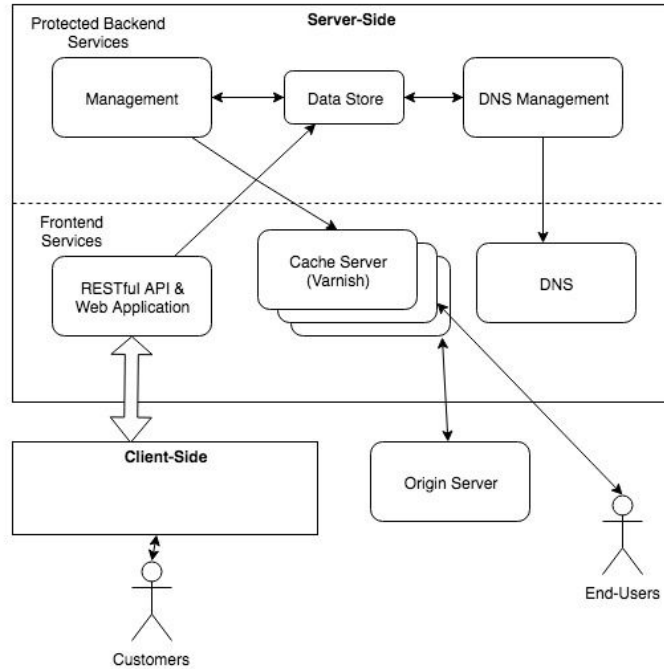 Server-Side
Protected Backend
Services
Management
Data Store
DNS Management
Frontend
Services
RESTful API &
Web Application
Cache Server
(Varnish)
DNS
Client-Side
Origin Server
End-Users
Customers